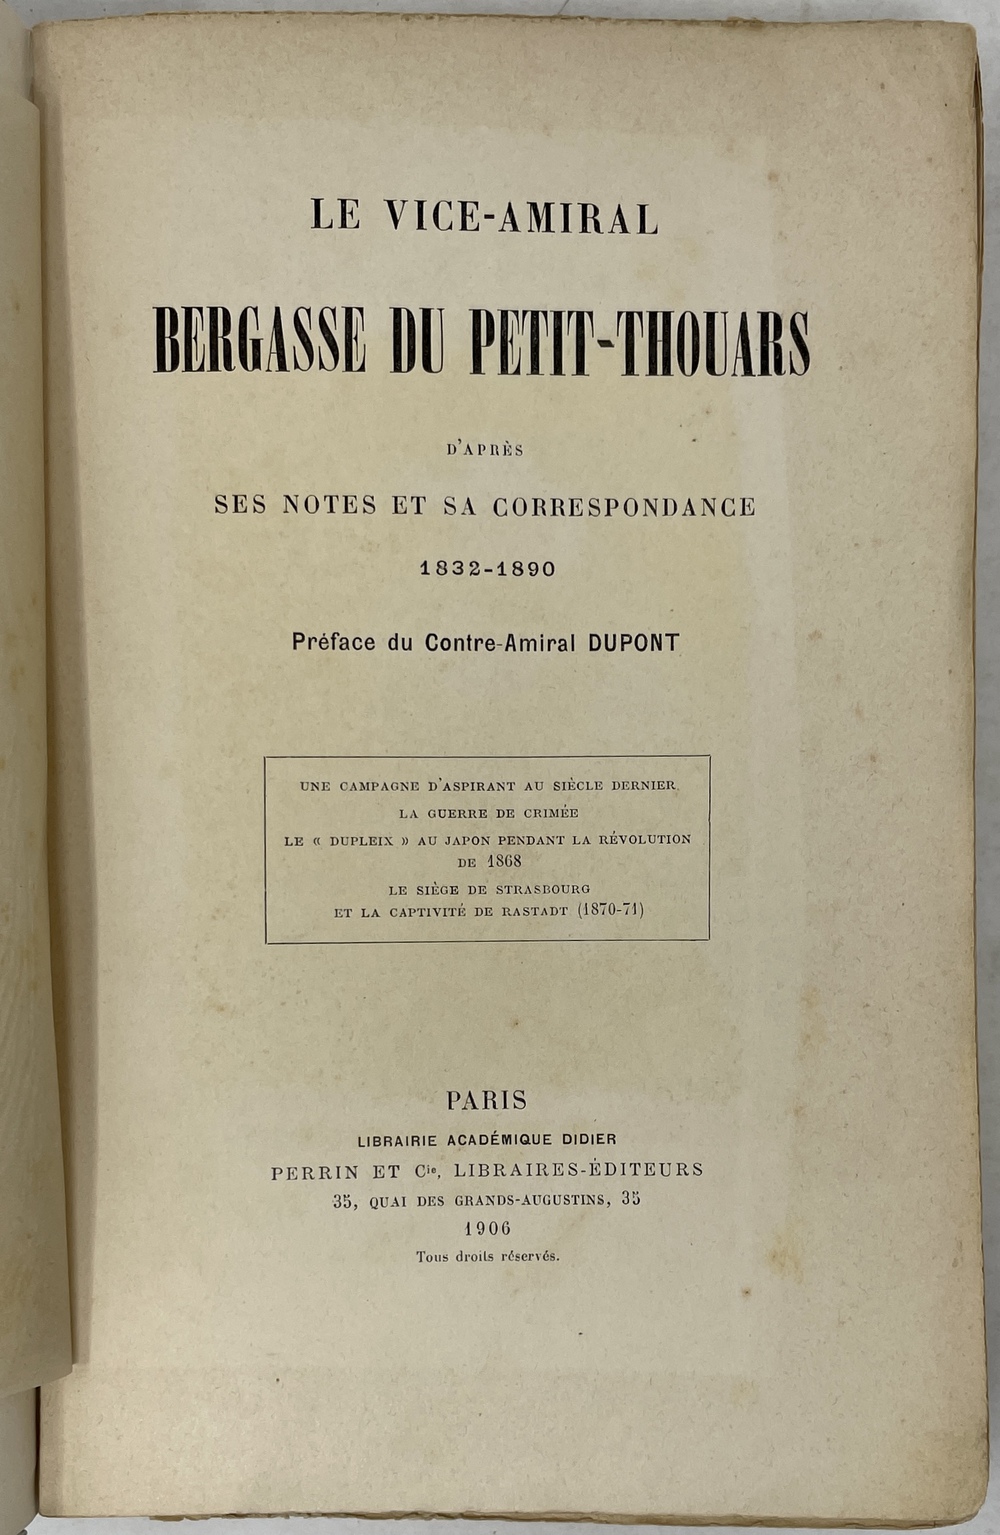 LE VICE-AMIRAL
BERGASSE DU PETIT-THOUARS
D'APRÈS
SES NOTES ET SA CORRESPONDANCE
1832-1890
Préface du Contre-Amiral DUPONT
UNE CAMPAGNE D'ASPIRANT AU SIÈCLE DERNIER
LA GUERRE DE CRIMÉE
LE « DUPLEIX » AU JAPON PENDANT LA RÉVOLUTION
DE 1868
LE SIÈGE DE STRASBOURG
ET LA CAPTIVITÉ DE RASTADT (1870-71)
PARIS
LIBRAIRIE ACADÉMIQUE DIDIER
PERRIN ET Cie, LIBRAIRES-ÉDITEURS
35, QUAI DES GRANDS-AUGUSTINS, 35
1906
Tous droits réservés.